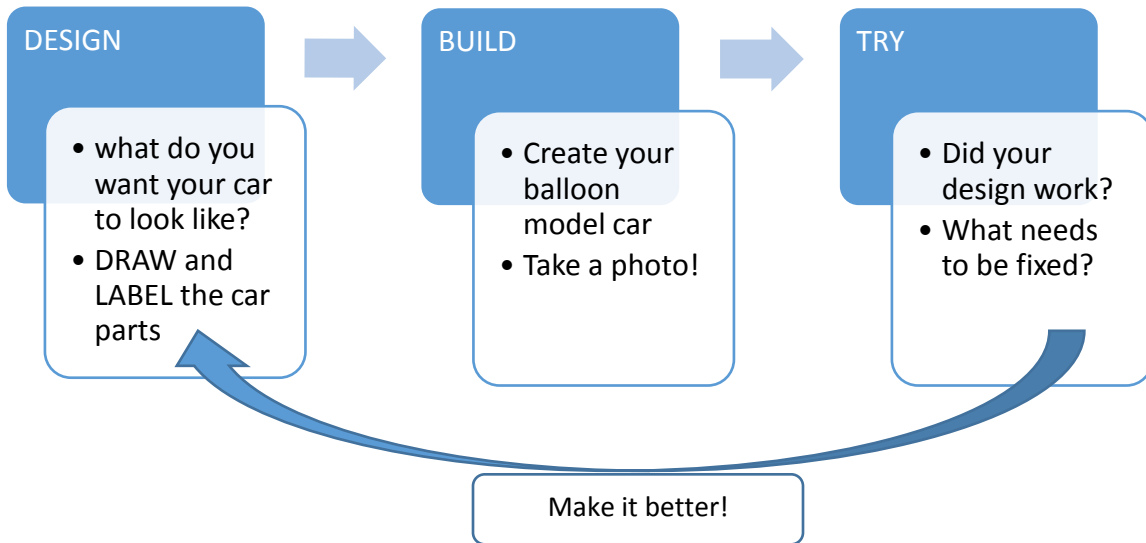 DESIGN
• what do you
want your car
to look like?
• DRAW and
LABEL the car
parts
BUILD
• Create your
balloon
model car
• Take a photo!
TRY
• Did your
design work?
• What needs
to be fixed?
Make it better!